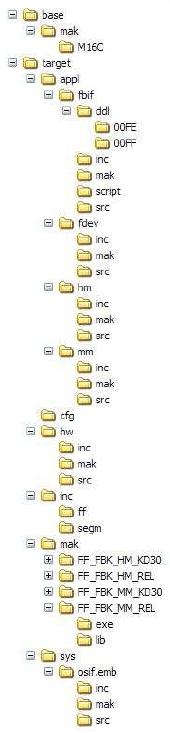 base
mak
M16C
target
appl
fbif
ddl
00FE
00FF
inc
mak
script
src
fdev
inc
mak
src
hm
inc
mak
src
mm
inc
mak
src
cfg
hw
inc
mak
src
inc
ff
segm
mak
FF_FBK_HM_KD30
FF_FBK_HM_REL
FF_FBK_MM_KD30
FF_FBK_MM_REL
exe
lib
sys
osif.emb
inc
mak
src